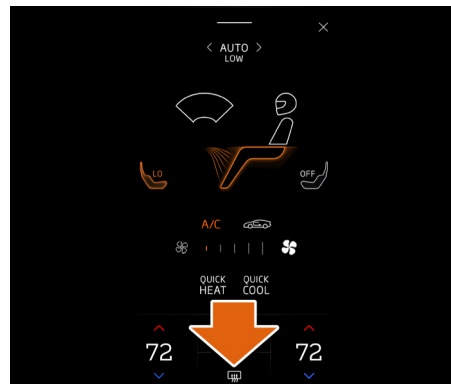 AUTO
LOW
LO
OFF
A/C
QUICK HEAT
QUICK COOL
72
72